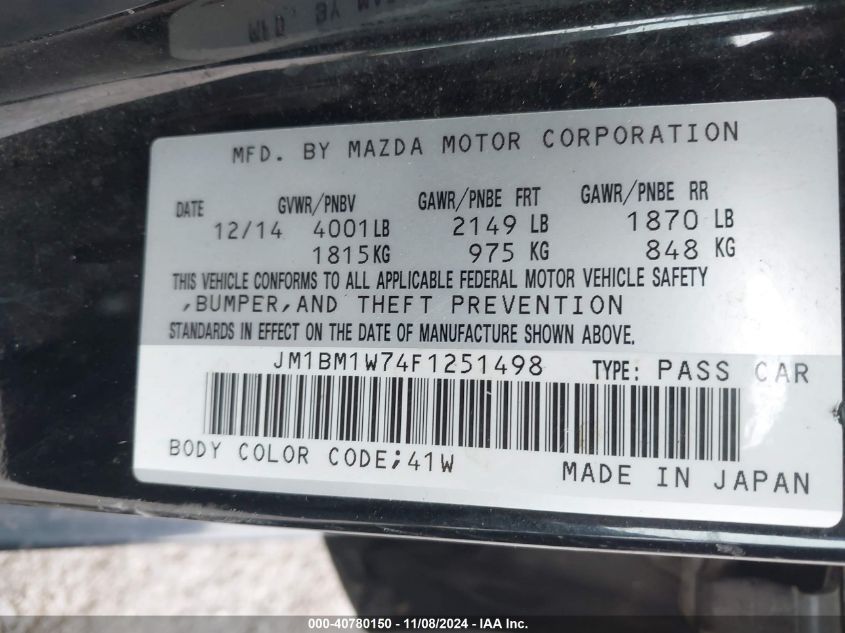 MFD. BY MAZDA MOTOR CORPORATION
DATE GVWR/PNBV GAWR/PNBE FRT GAWR/PNBE RR
12/14 4001LB 2149 LB 1870 LB
1815KG 975 KG 848 KG
THIS VEHICLE CONFORMS TO ALL APPLICABLE FEDERAL MOTOR VEHICLE SAFETY
,BUMPER,AND THEFT PREVENTION
STANDARDS IN EFFECT ON THE DATE OF MANUFACTURE SHOWN ABOVE.
JM1BM1W74F1251498 TYPE: PASS CAR
BODY COLOR CODE;41W
MADE IN JAPAN
000-40780150 - 11/08/2024 - IAA Inc.